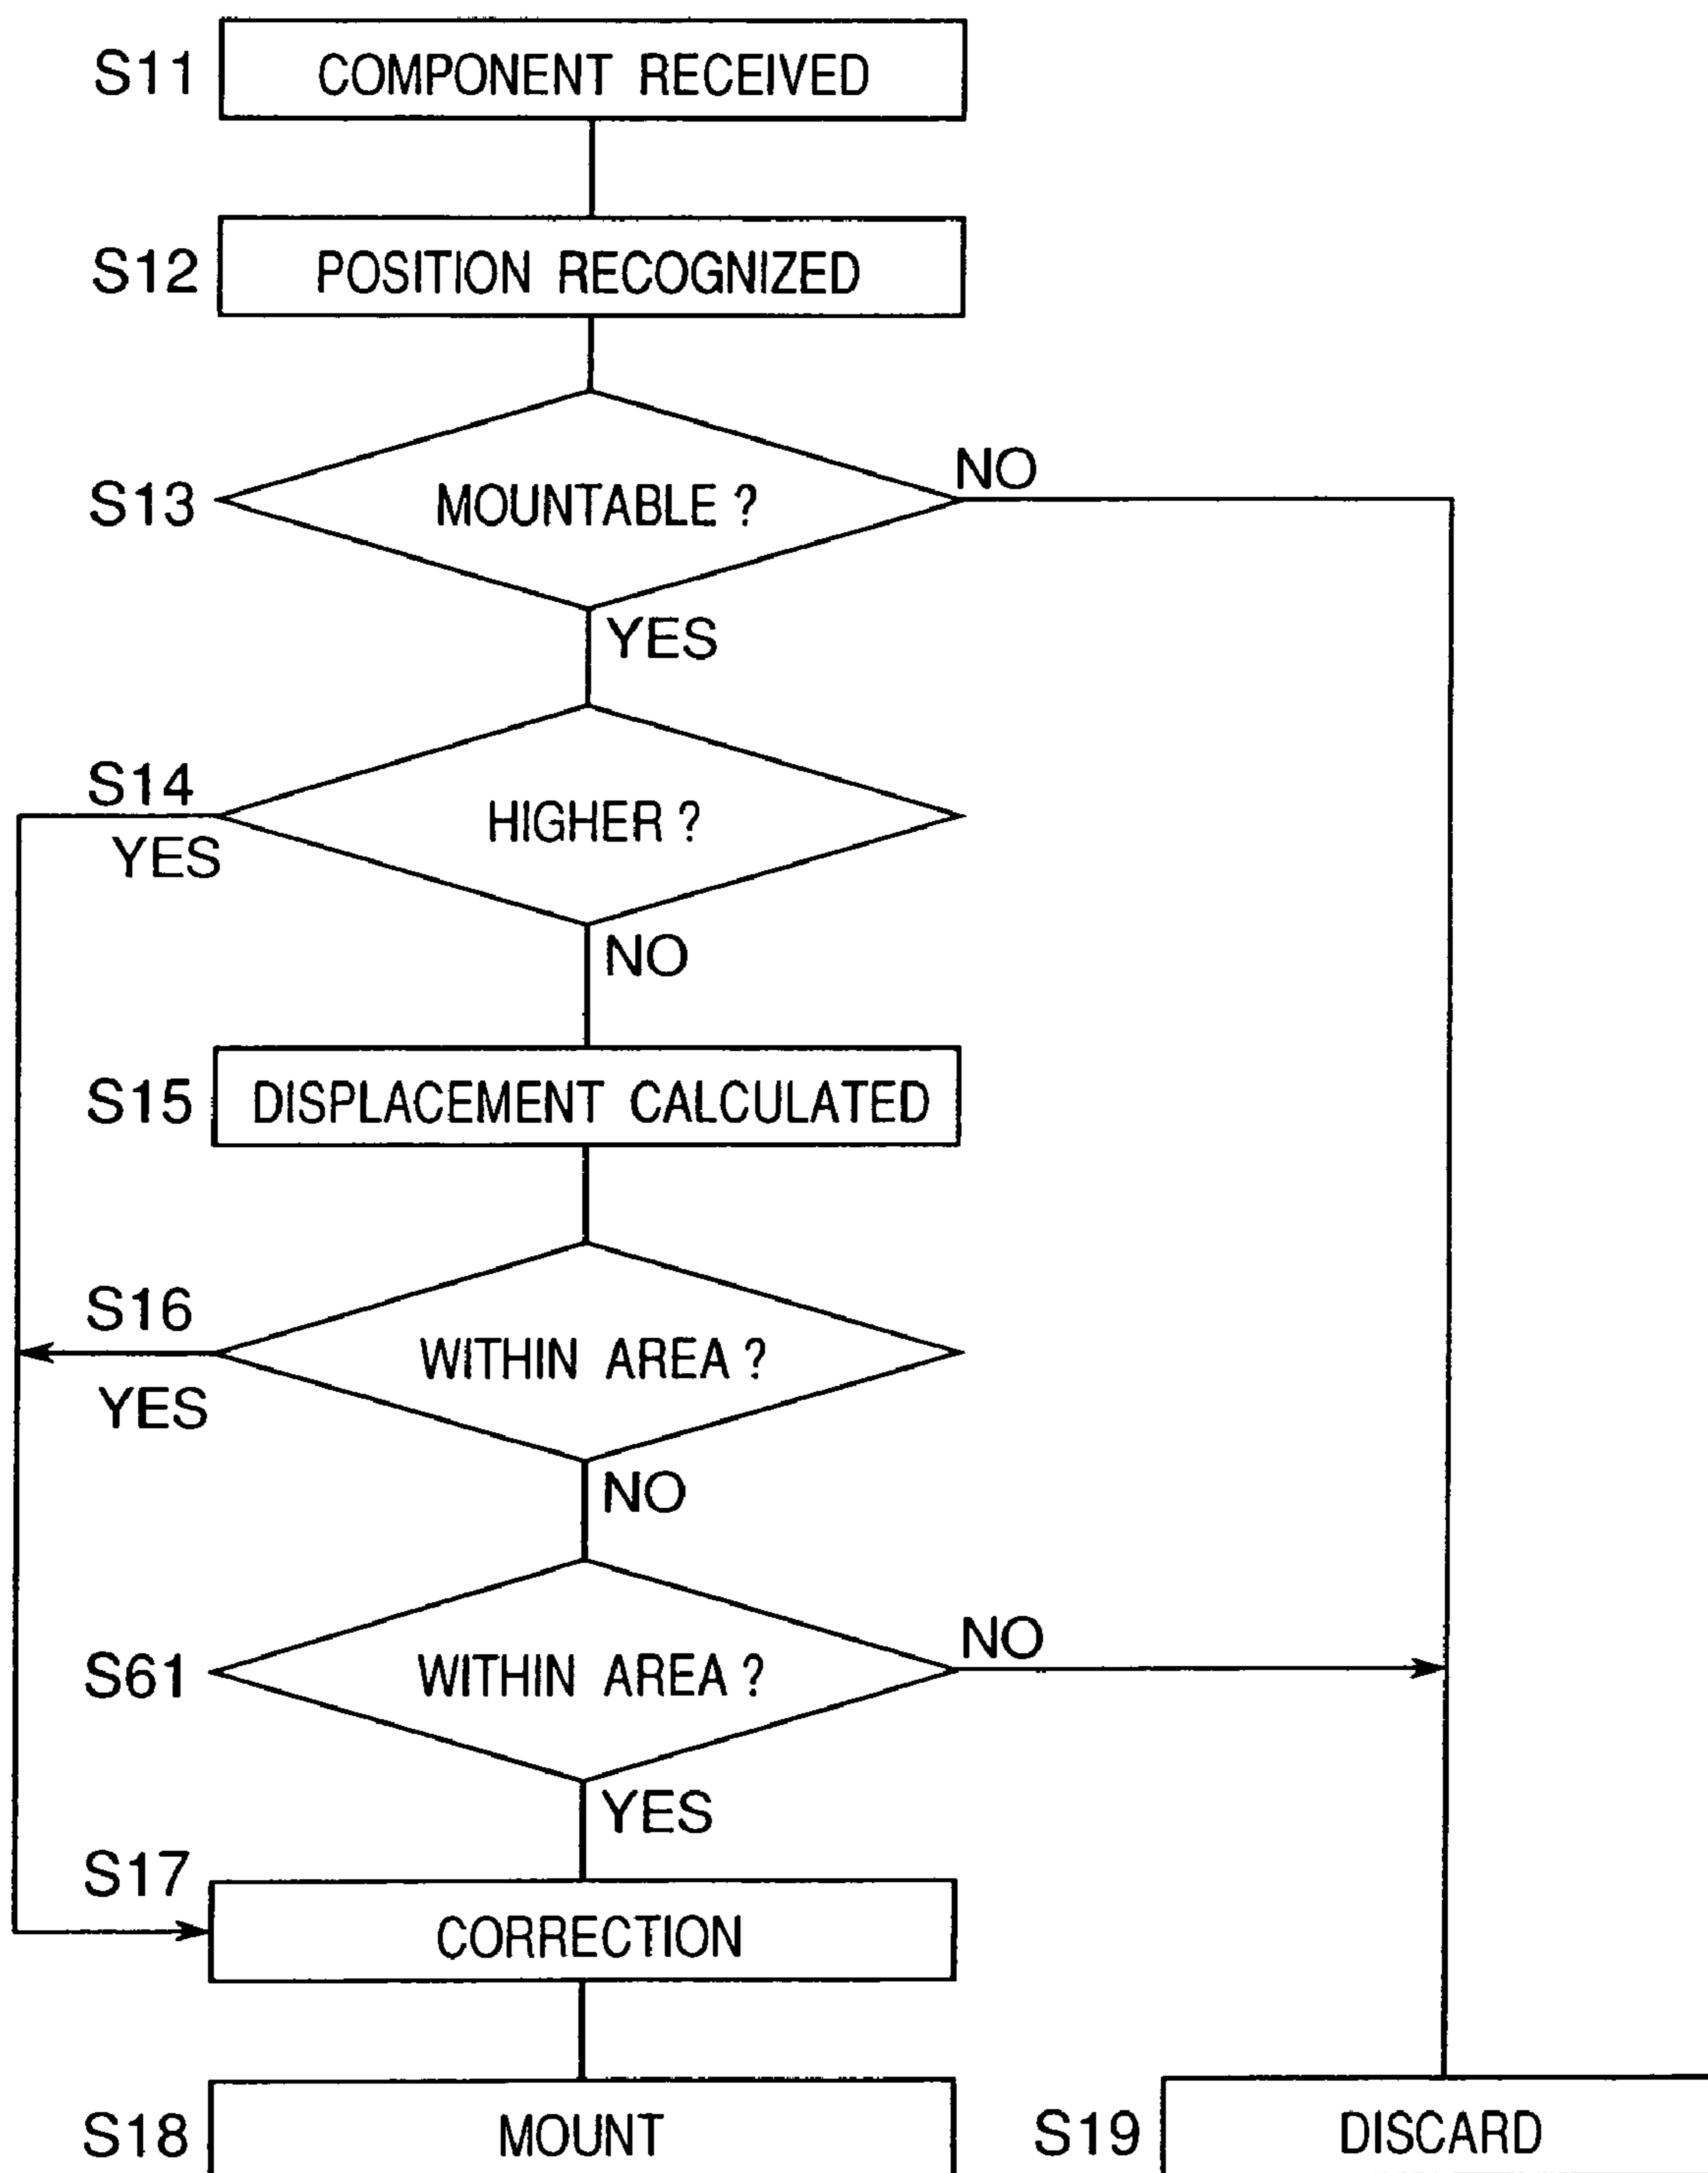 S11 COMPONENT RECEIVED
S12 POSITION RECOGNIZED
S13 MOUNTABLE ? NO
YES
S14 HIGHER ?
YES
NO
S15 DISPLACEMENT CALCULATED
S16 WITHIN AREA ?
YES
NO
S61 WITHIN AREA ? NO
YES
S17 CORRECTION
S18 MOUNT
S19 DISCARD